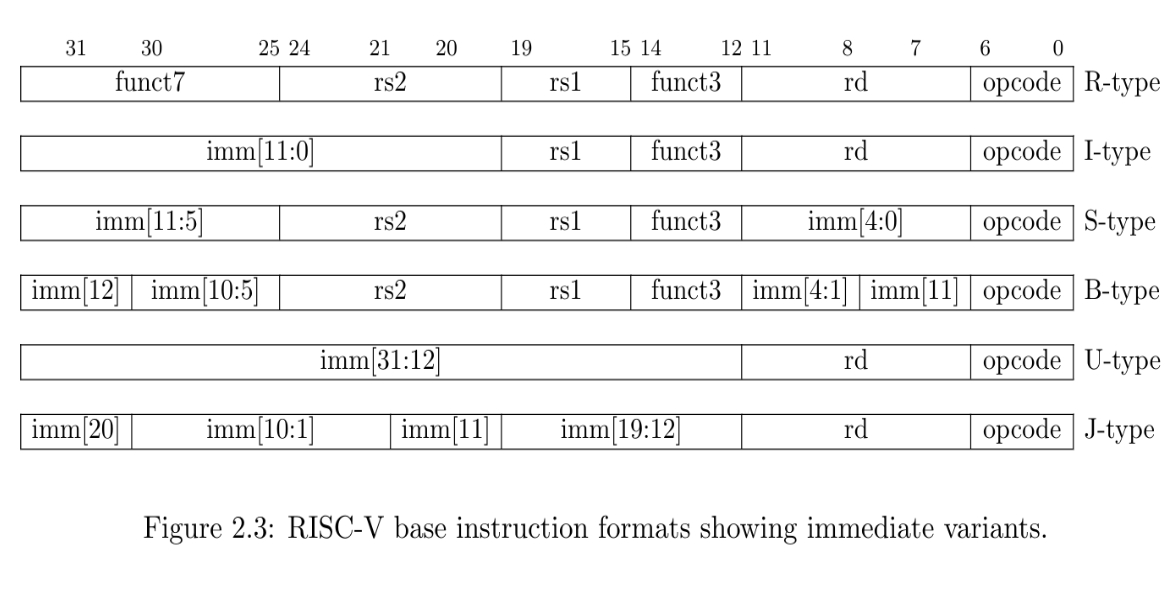 31 30 25 24 21 20 19 15 14 12 11 8 7 6 0
funct7 rs2 rs1 funct3 rd opcode R-type
imm[11:0] rs1 funct3 rd opcode I-type
imm[11:5] rs2 rs1 funct3 imm[4:0] opcode S-type
imm[12] imm[10:5] rs2 rs1 funct3 imm[4:1] imm[11] opcode B-type
imm[31:12] rd opcode U-type
imm[20] imm[10:1] imm[11] imm[19:12] rd opcode J-type
Figure 2.3: RISC-V base instruction formats showing immediate variants.